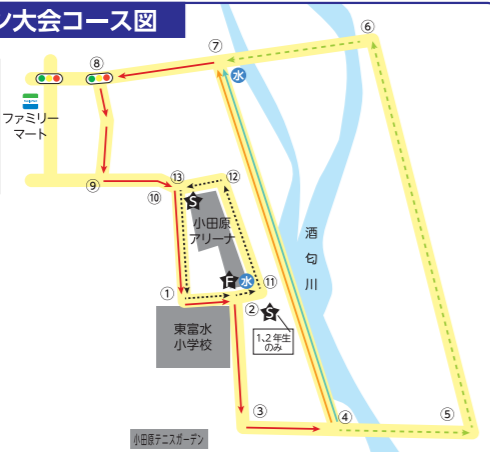 ン大会コース図
⑥
⑦
⑧
水
ファミリー
マート
⑬
⑫
⑨
⑩
S
小田原
アリーナ
酒匂川
F 水
⑪
①
②
S
東富水
小学校
1、2年生
のみ
③
④
⑤
小田原テニスガーデン